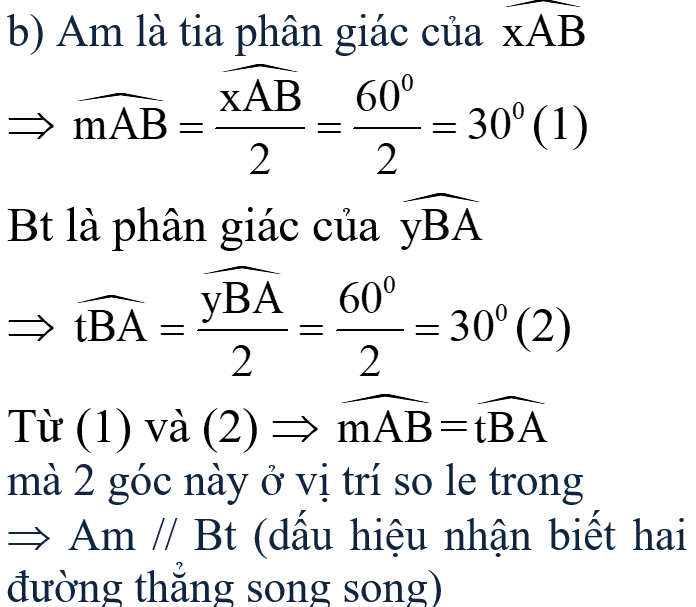 b) Am là tia phân giác của $\widehat{xAB}$
$\Rightarrow \widehat{mAB} = \frac{\widehat{xAB}}{2} = \frac{60^0}{2} = 30^0 (1)$
Bt là phân giác của $\widehat{yBA}$
$\Rightarrow \widehat{tBA} = \frac{\widehat{yBA}}{2} = \frac{60^0}{2} = 30^0 (2)$
Từ (1) và (2) $\Rightarrow \widehat{mAB} = \widehat{tBA}$
mà 2 góc này ở vị trí so le trong
⇒ Am // Bt (dấu hiệu nhận biết hai
đường thẳng song song)